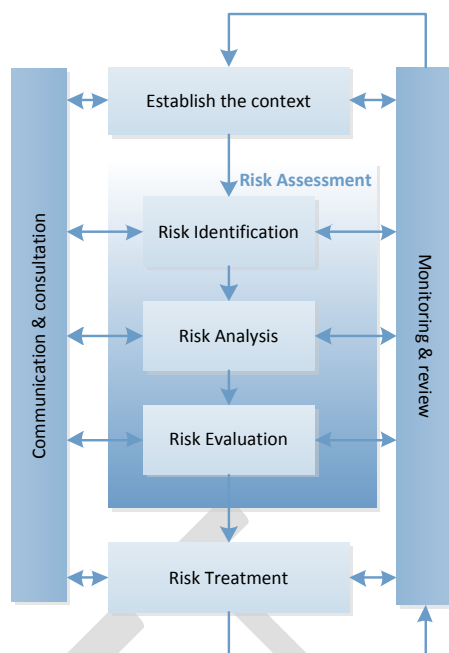 Establish the context
Risk Assessment
Risk Identification
Risk Analysis
Risk Evaluation
Risk Treatment
Communication & consultation
Monitoring & review